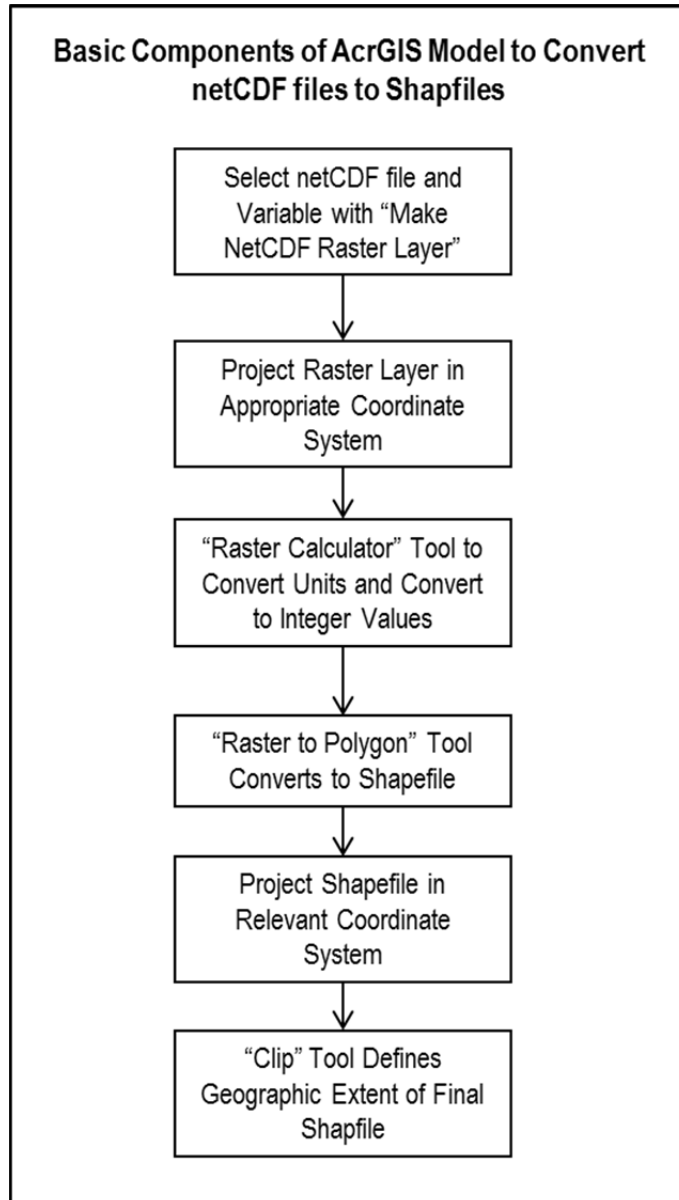 Basic Components of AcrGIS Model to Convert
netCDF files to Shapfiles
Select netCDF file and
Variable with “Make
NetCDF Raster Layer”
Project Raster Layer in
Appropriate Coordinate
System
“Raster Calculator” Tool to
Convert Units and Convert
to Integer Values
“Raster to Polygon” Tool
Converts to Shapefile
Project Shapefile in
Relevant Coordinate
System
“Clip” Tool Defines
Geographic Extent of Final
Shapfile